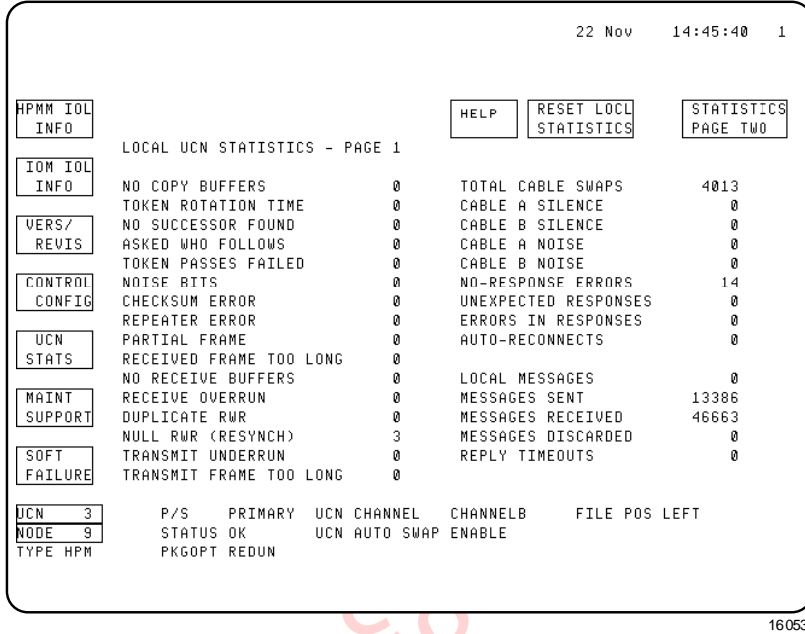 22 Nov 14:45:40 1
HPMM IOL INFO
HELP
RESET LOCL STATISTICS
STATISTICS PAGE TWO
LOCAL UCN STATISTICS - PAGE 1
IOM IOL INFO
NO COPY BUFFERS 0 TOTAL CABLE SWAPS 4013
TOKEN ROTATION TIME 0 CABLE A SILENCE 0
VERS/ REVIS
NO SUCCESSOR FOUND 0 CABLE B SILENCE 0
ASKED WHO FOLLOWS 0 CABLE A NOISE 0
TOKEN PASSES FAILED 0 CABLE B NOISE 0
CONTROL CONFIG
NOISE BITS 0 NO-RESPONSE ERRORS 14
CHECKSUM ERROR 0 UNEXPECTED RESPONSES 0
REPEATER ERROR 0 ERRORS IN RESPONSES 0
UCN STATS
PARTIAL FRAME 0 AUTO-RECONNECTS 0
RECEIVED FRAME TOO LONG 0
NO RECEIVE BUFFERS 0 LOCAL MESSAGES 0
MAINT SUPPORT
RECEIVE OVERRUN 0 MESSAGES SENT 13386
DUPLICATE RWR 0 MESSAGES RECEIVED 46663
NULL RWR (RESYNCH) 3 MESSAGES DISCARDED 0
SOFT FAILURE
TRANSMIT UNDERRUN 0 REPLY TIMEOUTS 0
TRANSMIT FRAME TOO LONG 0
UCN 3 P/S PRIMARY UCN CHANNEL CHANNELB FILE POS LEFT
NODE 9 STATUS OK UCN AUTO SWAP ENABLE
TYPE HPM PKGOPT REDUN
16053